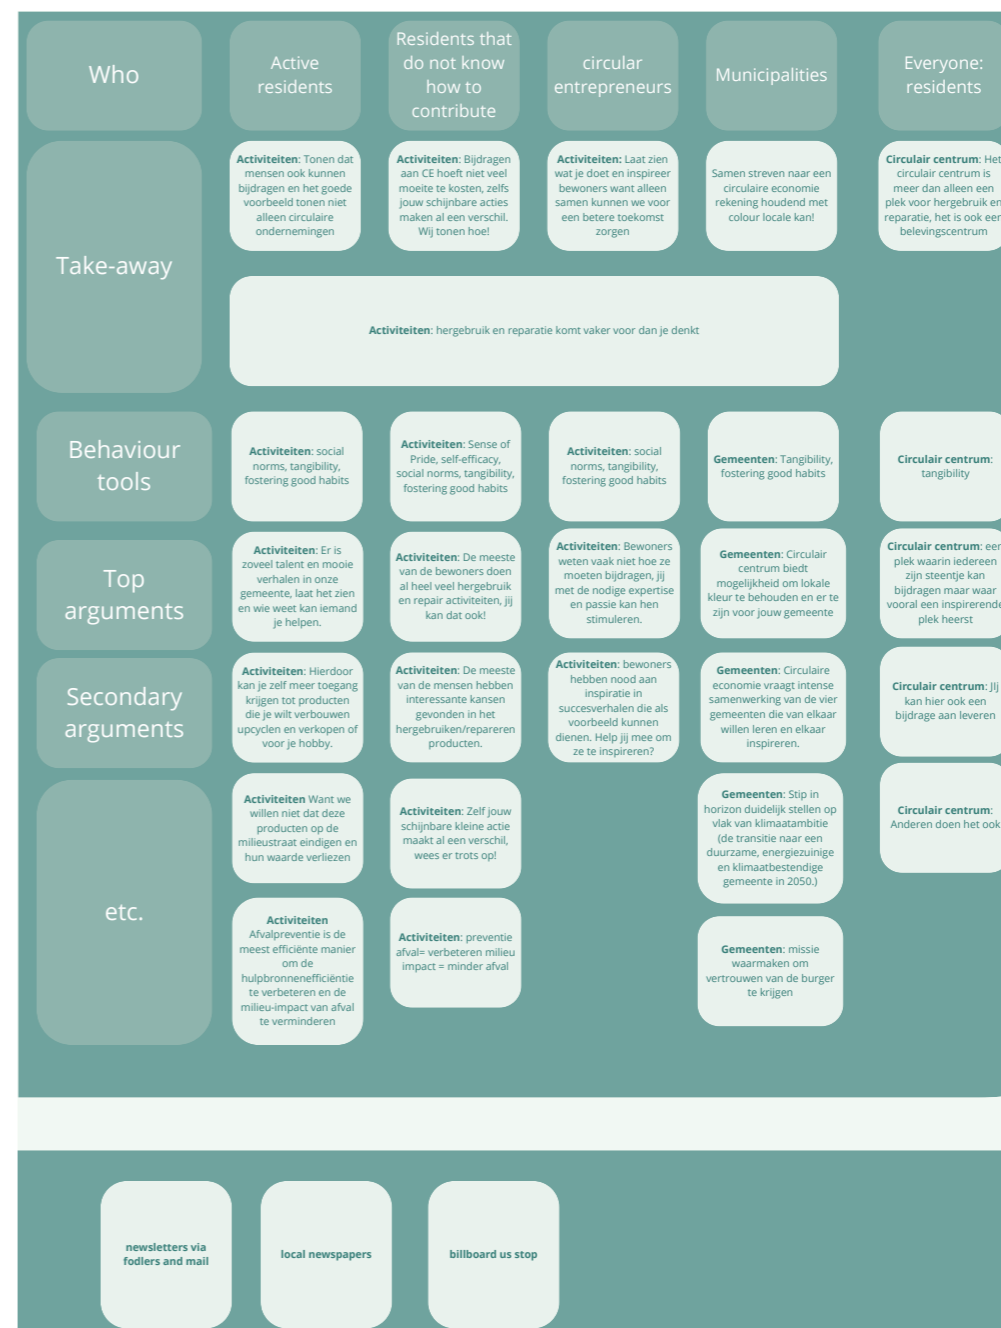 Who
Active
residents
Residents that
do not know
how to
contribute
circular
entrepreneurs
Municipalities
Everyone:
residents
Take-away
Activiteiten: Tonen dat
mensen ook kunnen
bijdragen en het goede
voorbeeld tonen niet
alleen circulaire
ondernemingen
Activiteiten: Bijdragen
aan CE hoeft niet veel
moeite te kosten, zelfs
jouw schijnbare acties
maken al een verschil.
Wij tonen hoe!
Activiteiten: Laat zien
wat je doet en inspireer
bewoners want alleen
samen kunnen we voor
een betere toekomst
zorgen
Samen streven naar een
circulaire economie
rekening houdend met
colour locale kan!
Circulair centrum: Het
circulair centrum is
meer dan alleen een
plek voor hergebruik en
reparatie, het is ook een
belevingscentrum
Activiteiten: hergebruik en reparatie komt vaker voor dan je denkt
Behaviour
tools
Activiteiten: social
norms, tangibility,
fostering good habits
Activiteiten: Sense of
Pride, self-efficacy,
social norms, tangibility,
fostering good habits
Activiteiten: social
norms, tangibility,
fostering good habits
Gemeenten: Tangibility,
fostering good habits
Circulair centrum:
tangibility
Top
arguments
Activiteiten: Er is
zoveel talent en mooie
verhalen in onze
gemeente, laat het zien
en wie weet kan iemand
je helpen.
Activiteiten: De meeste
van de bewoners doen
al heel veel hergebruik
en repair activiteiten, jij
kan dat ook!
Activiteiten: Bewoners
weten vaak niet hoe ze
moeten bijdragen, jij
met de nodige expertise
en passie kan hen
stimuleren.
Gemeenten: Circulair
centrum biedt
mogelijkheid om lokale
kleur te behouden en er te
zijn voor jouw gemeente
Circulair centrum: een
plek waarin iedereen
zijn steentje kan
bijdragen maar waar
vooral een inspirerende
plek heerst
Secondary
arguments
Activiteiten: Hierdoor
kan je zelf meer toegang
krijgen tot producten
die je wilt verbouwen
upcyclen en verkopen of
voor je hobby.
Activiteiten: De meeste
van de mensen hebben
interessante kansen
gevonden in het
hergebruiken/repareren
producten.
Activiteiten: bewoners
hebben nood aan
inspiratie in
succesverhalen die als
voorbeeld kunnen
dienen. Help jij mee om
ze te inspireren?
Gemeenten: Circulaire
economie vraagt intense
samenwerking van de vier
gemeenten die van elkaar
willen leren en elkaar
inspireren.
Circulair centrum: JIj
kan hier ook een
bijdrage aan leveren
etc.
Activiteiten Want we
willen niet dat deze
producten op de
milieustraat eindigen en
hun waarde verliezen
Activiteiten: Zelf jouw
schijnbare kleine actie
maakt al een verschil,
wees er trots op!
Gemeenten: Stip in
horizon duidelijk stellen op
vlak van klimaatambitie
(de transitie naar een
duurzame, energiezuinige
en klimaatbestendige
gemeente in 2050.)
Circulair centrum:
Anderen doen het ook
Activiteiten
Afvalpreventie is de
meest efficiënte manier
om de
hulpbronnenefficiëntie
te verbeteren en de
milieu-impact van afval
te verminderen
Activiteiten: preventie
afval= verbeteren milieu
impact = minder afval
Gemeenten: missie
waarmaken om
vertrouwen van de burger
te krijgen
newsletters via
fodlers and mail
local newspapers
billboard us stop